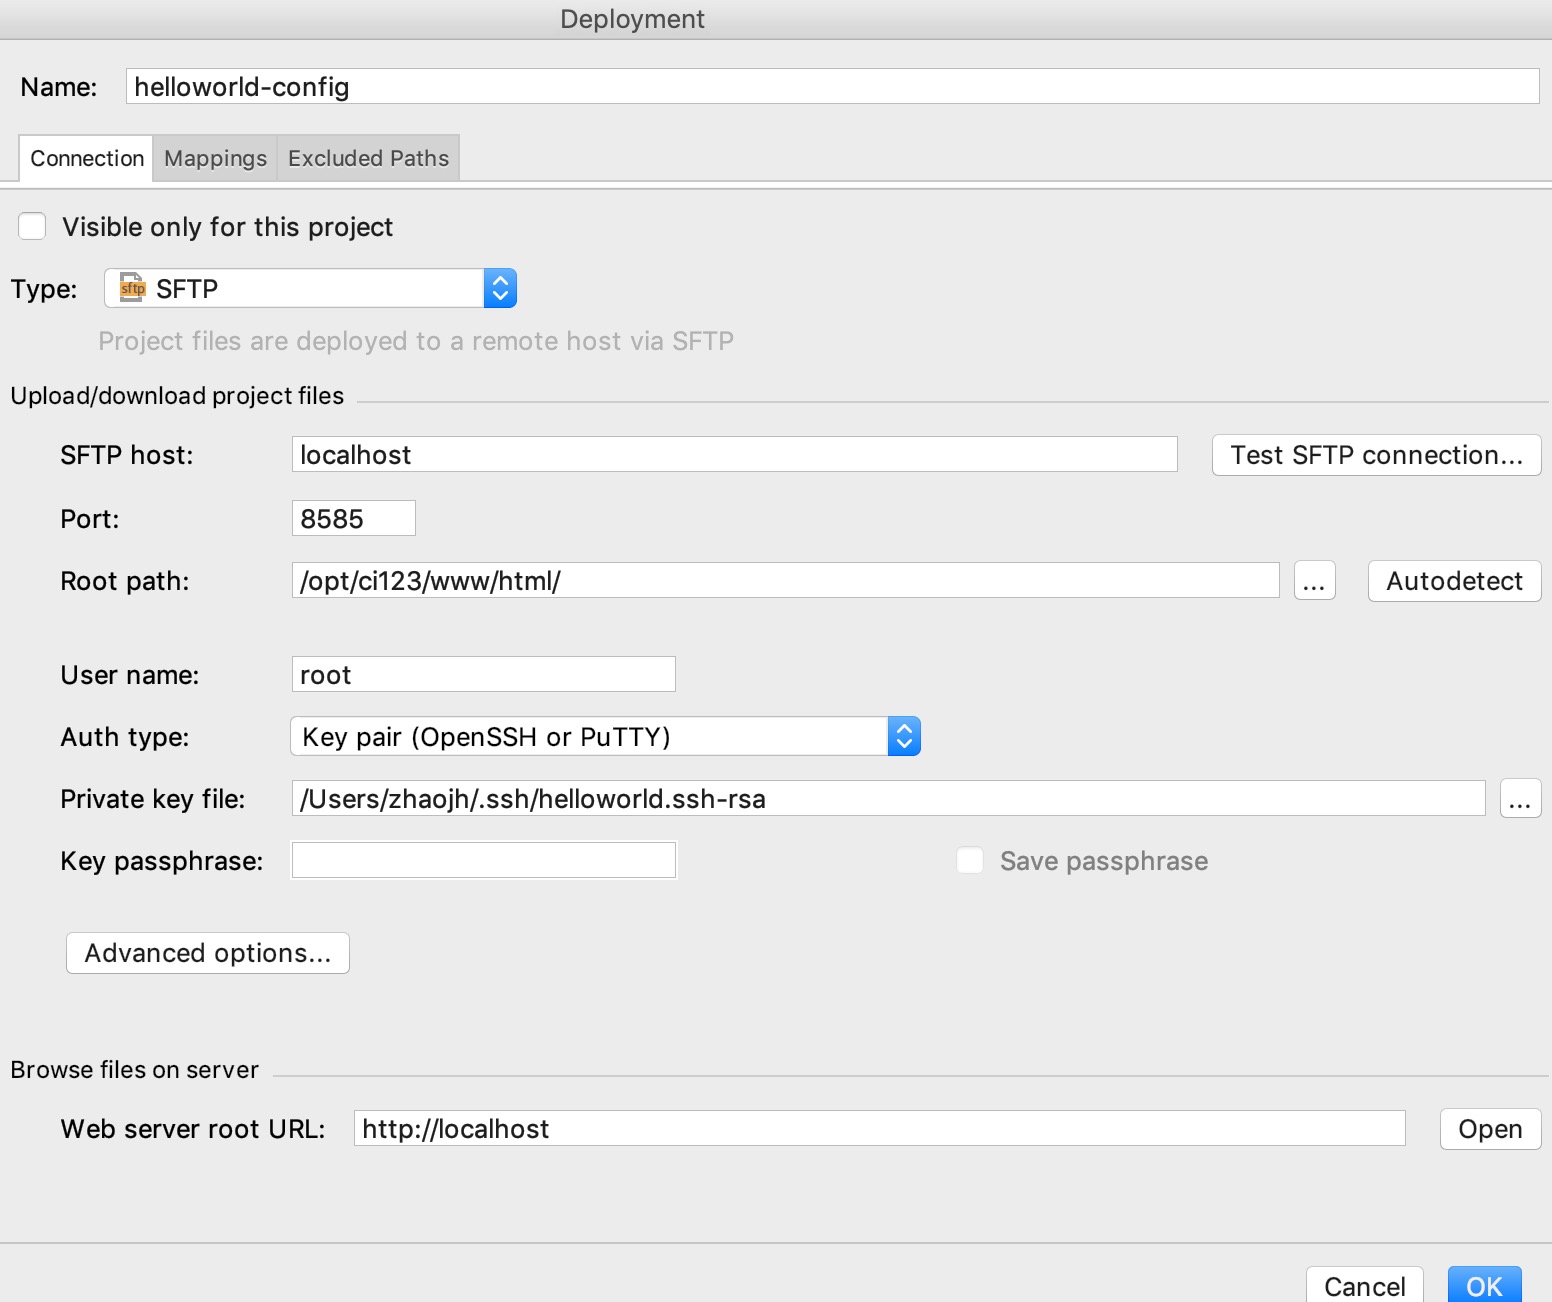 Deployment
Name: helloworld-config
Connection Mappings Excluded Paths
Visible only for this project
Type: sftp SFTP
Project files are deployed to a remote host via SFTP
Upload/download project files
SFTP host: localhost Test SFTP connection...
Port: 8585
Root path: /opt/ci123/www/html/ ... Autodetect
User name: root
Auth type: Key pair (OpenSSH or PuTTY)
Private key file: /Users/zhaojh/.ssh/helloworld.ssh-rsa ...
Key passphrase: Save passphrase
Advanced options...
Browse files on server
Web server root URL: http://localhost Open
Cancel OK